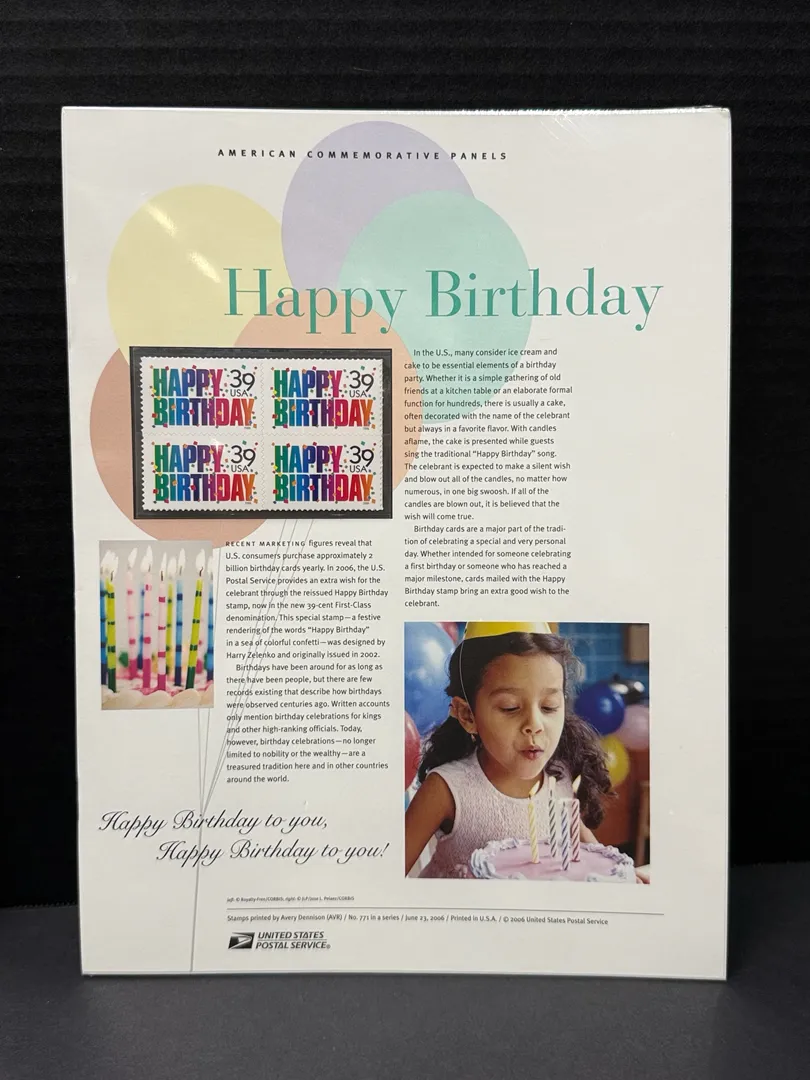 AMERICAN COMMEMORATIVE PANELS
Happy Birthday
HAPPY BIRTHDAY 39 USA
HAPPY BIRTHDAY 39 USA
HAPPY BIRTHDAY 39 USA
HAPPY BIRTHDAY 39 USA
RECENT MARKETING figures reveal that
U.S. consumers purchase approximately 2
billion birthday cards yearly. In 2006, the U.S.
Postal Service provides an extra wish for the
celebrant through the reissued Happy Birthday
stamp, now in the new 39-cent First-Class
denomination. This special stamp—a festive
rendering of the words “Happy Birthday”
in a sea of colorful confetti—was designed by
Harry Zelenko and originally issued in 2002.
Birthdays have been around for as long as
there have been people, but there are few
records existing that describe how birthdays
were observed centuries ago. Written accounts
only mention birthday celebrations for kings
and other high-ranking officials. Today,
however, birthday celebrations—no longer
limited to nobility or the wealthy—are a
treasured tradition here and in other countries
around the world.
In the U.S., many consider ice cream and
cake to be essential elements of a birthday
party. Whether it is a simple gathering of old
friends at a kitchen table or an elaborate formal
function for hundreds, there is usually a cake,
often decorated with the name of the celebrant
but always in a favorite flavor. With candles
aflame, the cake is presented while guests
sing the traditional “Happy Birthday” song.
The celebrant is expected to make a silent wish
and blow out all of the candles, no matter how
numerous, in one big swoosh. If all of the
candles are blown out, it is believed that the
wish will come true.
Birthday cards are a major part of the tradi-
tion of celebrating a special and very personal
day. Whether intended for someone celebrating
a first birthday or someone who has reached a
major milestone, cards mailed with the Happy
Birthday stamp bring an extra good wish to the
celebrant.
Happy Birthday to you,
Happy Birthday to you!
Left: © Royalty-Free/CORBIS, right: © Jose L. Pelaez/CORBIS
Stamps printed by Avery Dennison (AVR) / No. 771 in a series / June 23, 2006 / Printed in U.S.A. / © 2006 United States Postal Service
UNITED STATES
POSTAL SERVICE®